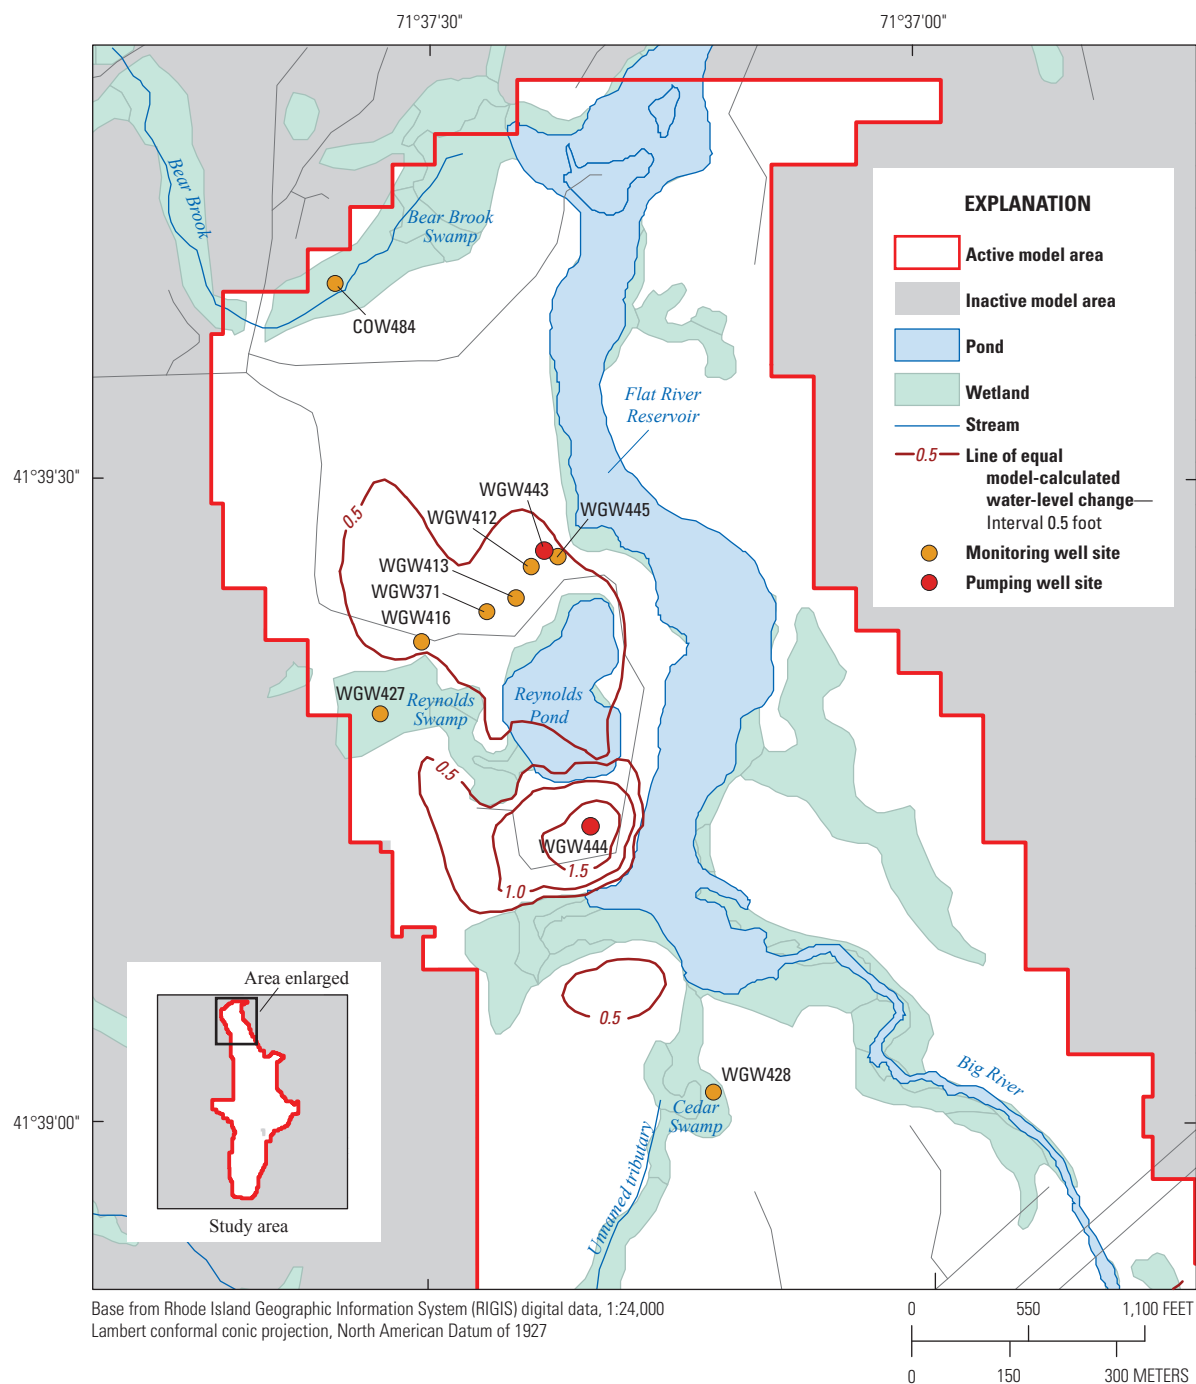 71°37'30"
71°37'00"
Bear Brook
Bear Brook
Swamp
COW484
EXPLANATION
Active model area
Inactive model area
Pond
Wetland
Stream
0.5
Line of equal
model-calculated
water-level change—
Interval 0.5 foot
Monitoring well site
Pumping well site
Flat River
Reservoir
41°39'30"
0.5
WGW443
WGW445
WGW412
WGW413
WGW371
WGW416
WGW427
Reynolds
Swamp
Reynolds
Pond
0.5
WGW444
1.5
1.0
0.5
WGW428
Cedar
Swamp
Big River
Unnamed tributary
41°39'00"
Area enlarged
Study area
Base from Rhode Island Geographic Information System (RIGIS) digital data, 1:24,000
Lambert conformal conic projection, North American Datum of 1927
0 550 1,100 FEET
0 150 300 METERS